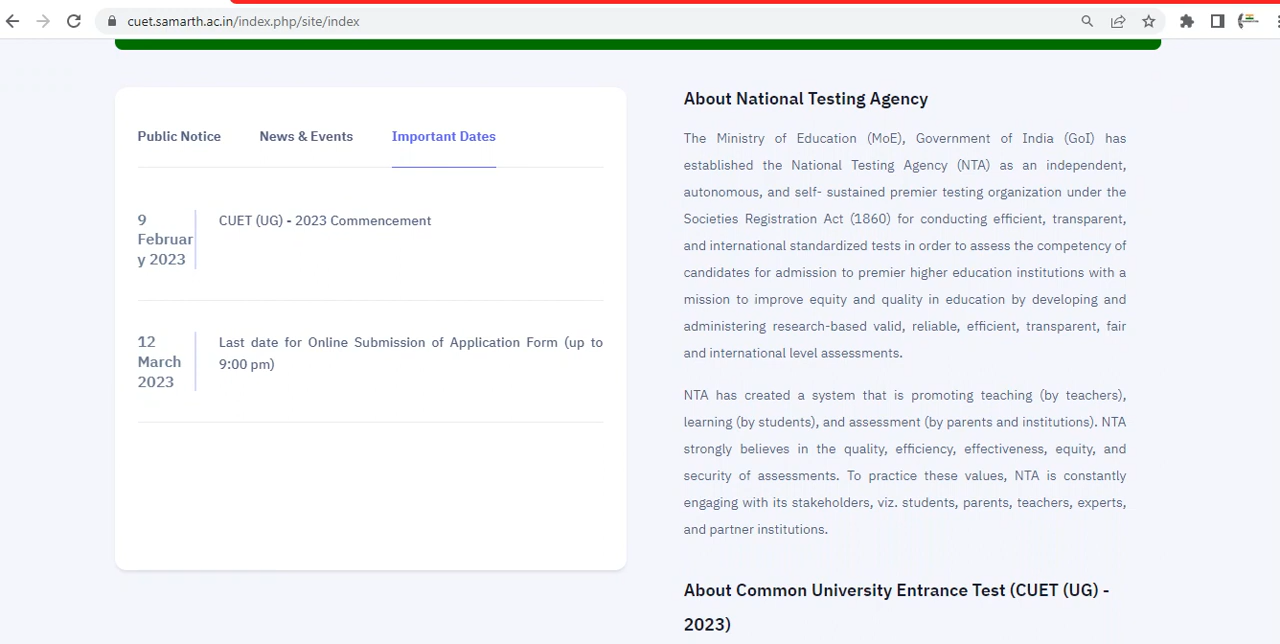 cuet.samarth.ac.in/index.php/site/index
Public Notice
News & Events
Important Dates
9
Februar
y 2023
CUET (UG) - 2023 Commencement
12
March
2023
Last date for Online Submission of Application Form (up to
9:00 pm)
About National Testing Agency
The Ministry of Education (MoE), Government of India (GoI) has
established the National Testing Agency (NTA) as an independent,
autonomous, and self- sustained premier testing organization under the
Societies Registration Act (1860) for conducting efficient, transparent,
and international standardized tests in order to assess the competency of
candidates for admission to premier higher education institutions with a
mission to improve equity and quality in education by developing and
administering research-based valid, reliable, efficient, transparent, fair
and international level assessments.
NTA has created a system that is promoting teaching (by teachers),
learning (by students), and assessment (by parents and institutions). NTA
strongly believes in the quality, efficiency, effectiveness, equity, and
security of assessments. To practice these values, NTA is constantly
engaging with its stakeholders, viz. students, parents, teachers, experts,
and partner institutions.
About Common University Entrance Test (CUET (UG) -
2023)